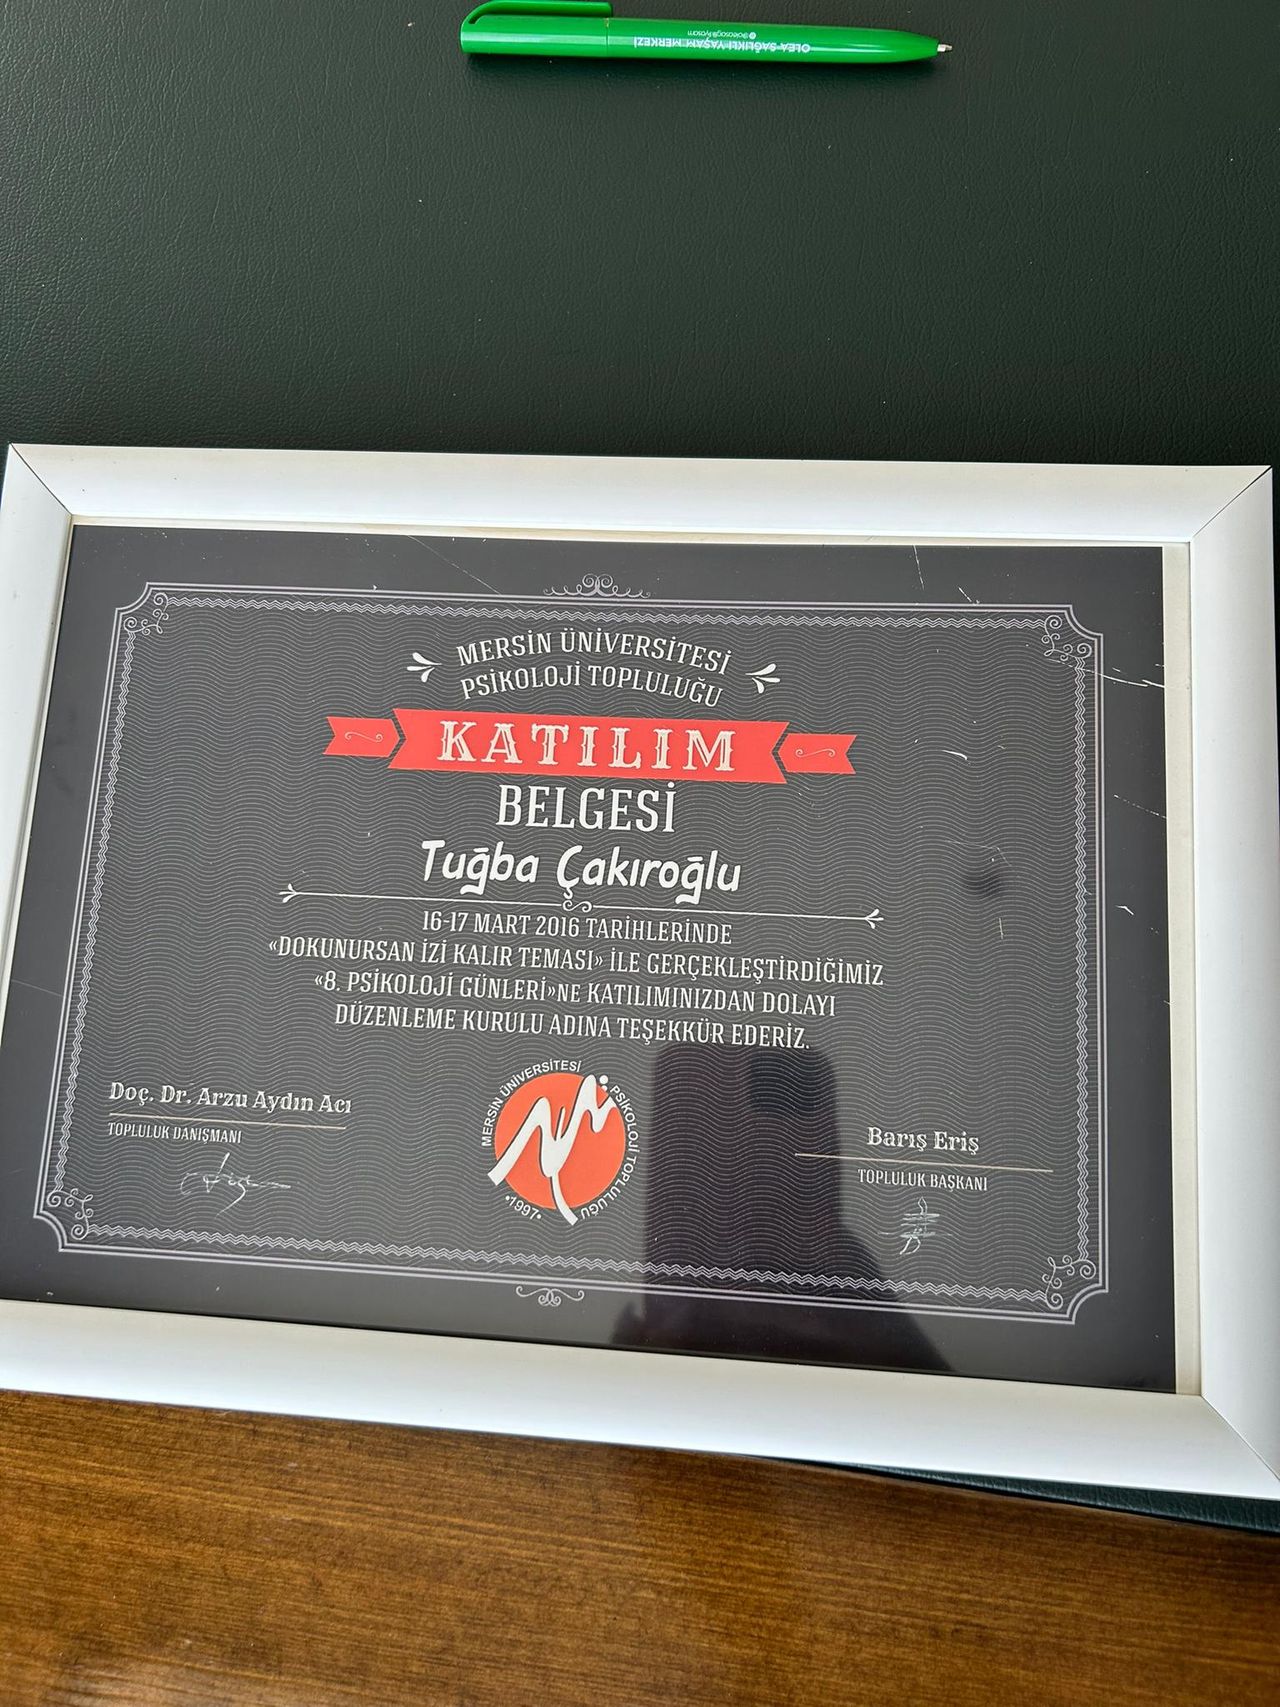 OLEA SAĞLIKLI YAŞAM MERKEZİ
MERSİN ÜNİVERSİTESİ
PSİKOLOJİ TOPLULUĞU
KATILIM
BELGESİ
Tuğba Çakıroğlu
16-17 MART 2016 TARİHLERİNDE
«DOKUNURSAN İZİ KALIR TEMASI» İLE GERÇEKLEŞTİRDİĞİMİZ
«8. PSİKOLOJİ GÜNLERİ»NE KATILIMINIZDAN DOLAYI
DÜZENLEME KURULU ADINA TEŞEKKÜR EDERİZ.
Doç. Dr. Arzu Aydın Acı
TOPLULUK DANIŞMANI
MERSİN ÜNİVERSİTESİ PSİKOLOJİ TOPLULUĞU
•1997•
Barış Eriş
TOPLULUK BAŞKANI